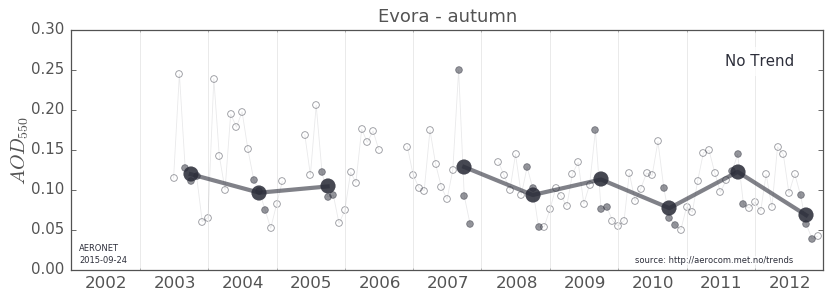 Evora - autumn
No Trend
AOD550
0.30
0.25
0.20
0.15
0.10
0.05
0.00
AERONET
2015-09-24
source: http://aerocom.met.no/trends
2002 2003 2004 2005 2006 2007 2008 2009 2010 2011 2012